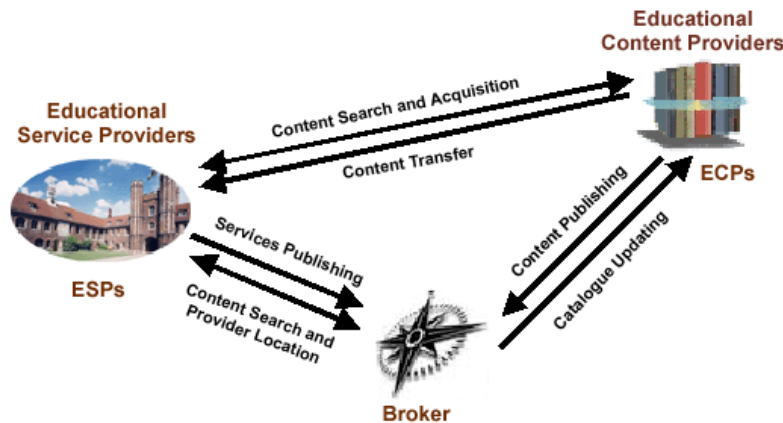 Educational
Content Providers
Educational
Service Providers
Content Search and Acquisition
Content Transfer
ECPs
Content Publishing
Catalogue Updating
Services Publishing
ESPs
Content Search and
Provider Location
Broker